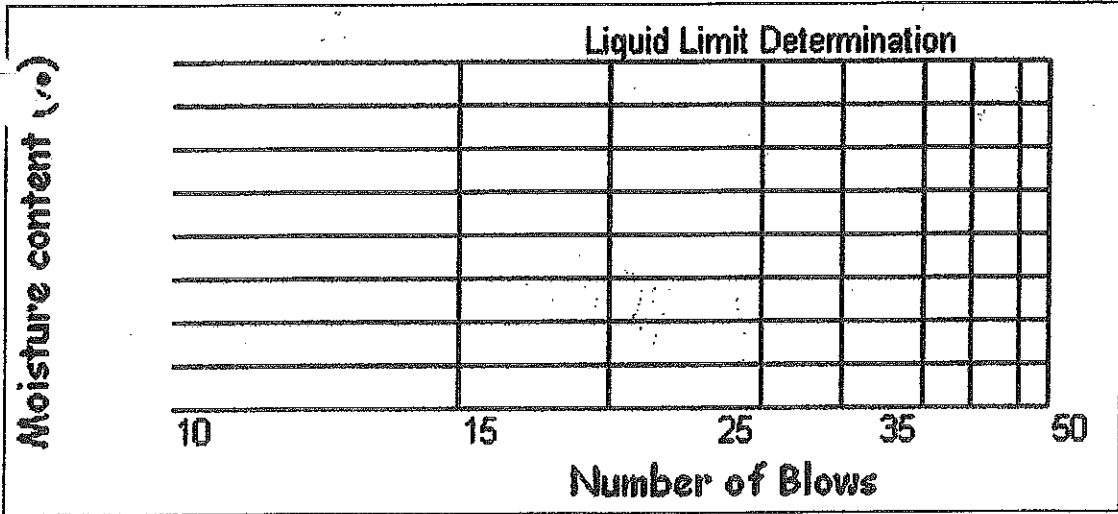 Liquid Limit Determination
Moisture content (%)
10 15 25 35 50
Number of Blows